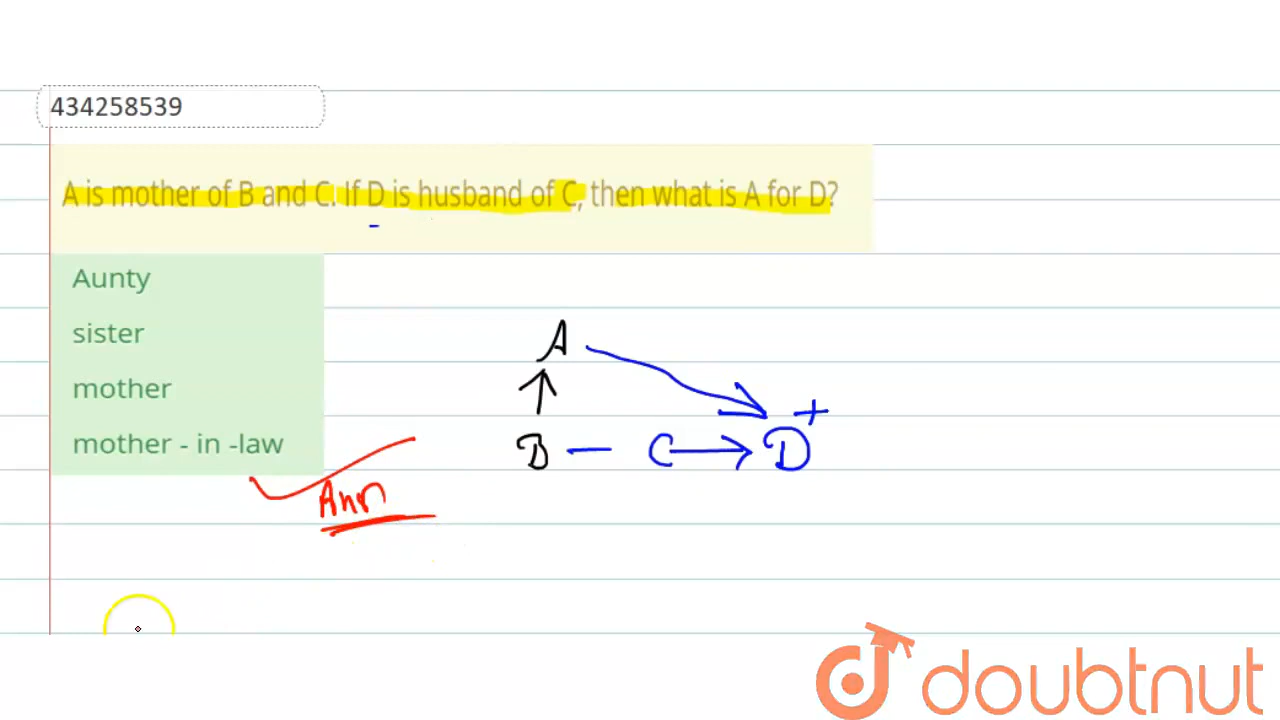 434258539
A is mother of B and C. If D is husband of C, then what is A for D?
Aunty
sister
mother
mother - in -law
Ans
A
B — C → D +
doubtnut